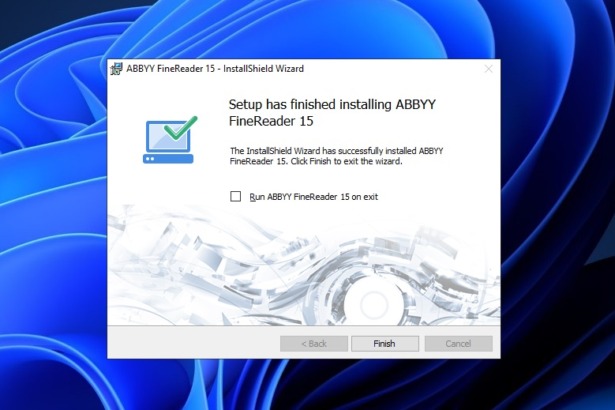 ABBYY FineReader 15 - InstallShield Wizard
Setup has finished installing ABBYY
FineReader 15
The InstallShield Wizard has successfully installed ABBYY
FineReader 15. Click Finish to exit the wizard.
Run ABBYY FineReader 15 on exit
< Back
Finish
Cancel